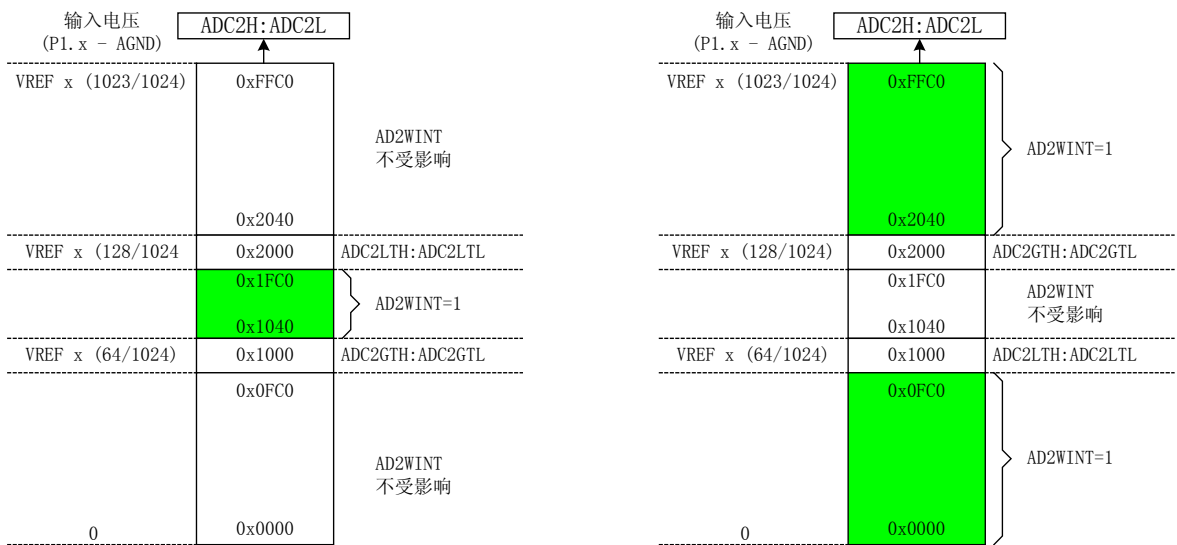 输入电压
(P1.x - AGND)
ADC2H:ADC2L
VREF x (1023/1024)
0xFFC0
AD2WINT
不受影响
0x2040
VREF x (128/1024
0x2000
ADC2LTH:ADC2LTL
0x1FC0
AD2WINT=1
0x1040
VREF x (64/1024)
0x1000
ADC2GTH:ADC2GTL
0x0FC0
AD2WINT
不受影响
0
0x0000
输入电压
(P1.x - AGND)
ADC2H:ADC2L
VREF x (1023/1024)
0xFFC0
AD2WINT=1
0x2040
VREF x (128/1024)
0x2000
ADC2GTH:ADC2GTL
0x1FC0
AD2WINT
不受影响
0x1040
VREF x (64/1024)
0x1000
ADC2LTH:ADC2LTL
0x0FC0
AD2WINT=1
0
0x0000